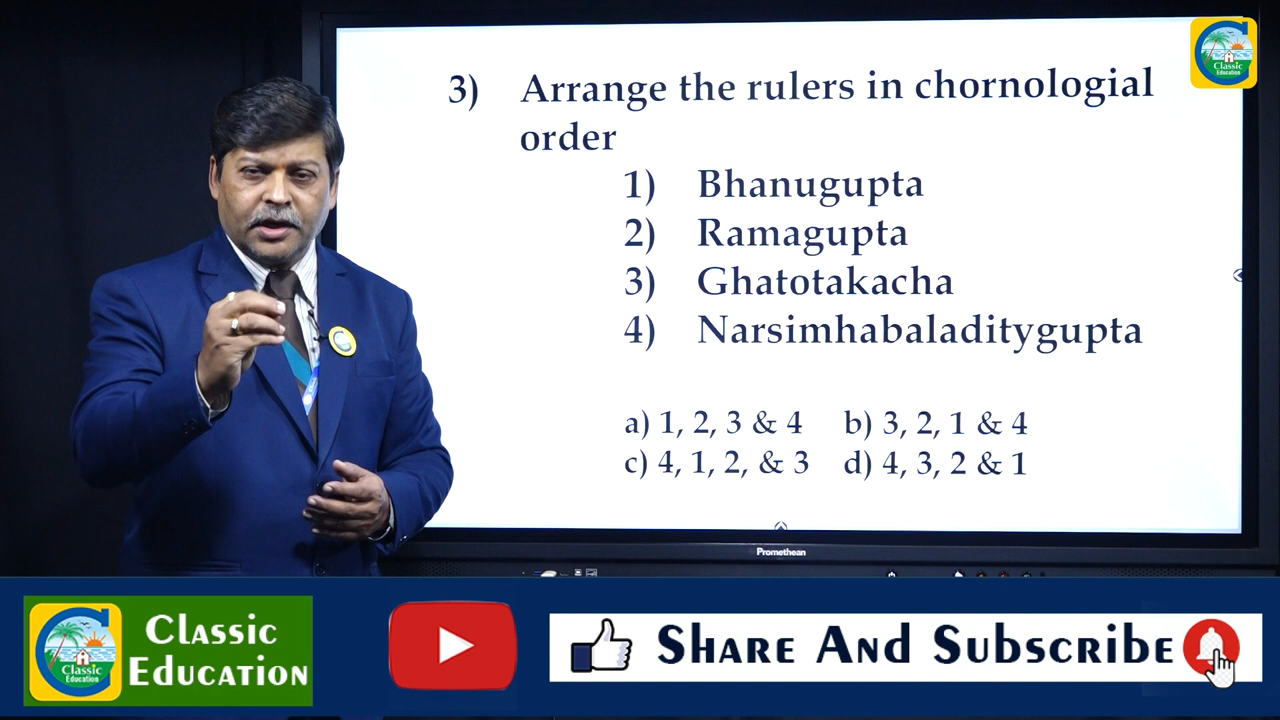 3) Arrange the rulers in chornologial
order
1) Bhanugupta
2) Ramagupta
3) Ghatotakacha
4) Narsimhabaladitygupta
a) 1, 2, 3 & 4 b) 3, 2, 1 & 4
c) 4, 1, 2, & 3 d) 4, 3, 2 & 1
Classic
Education
Promethean
Classic
Education
Classic
Education
Share And Subscribe